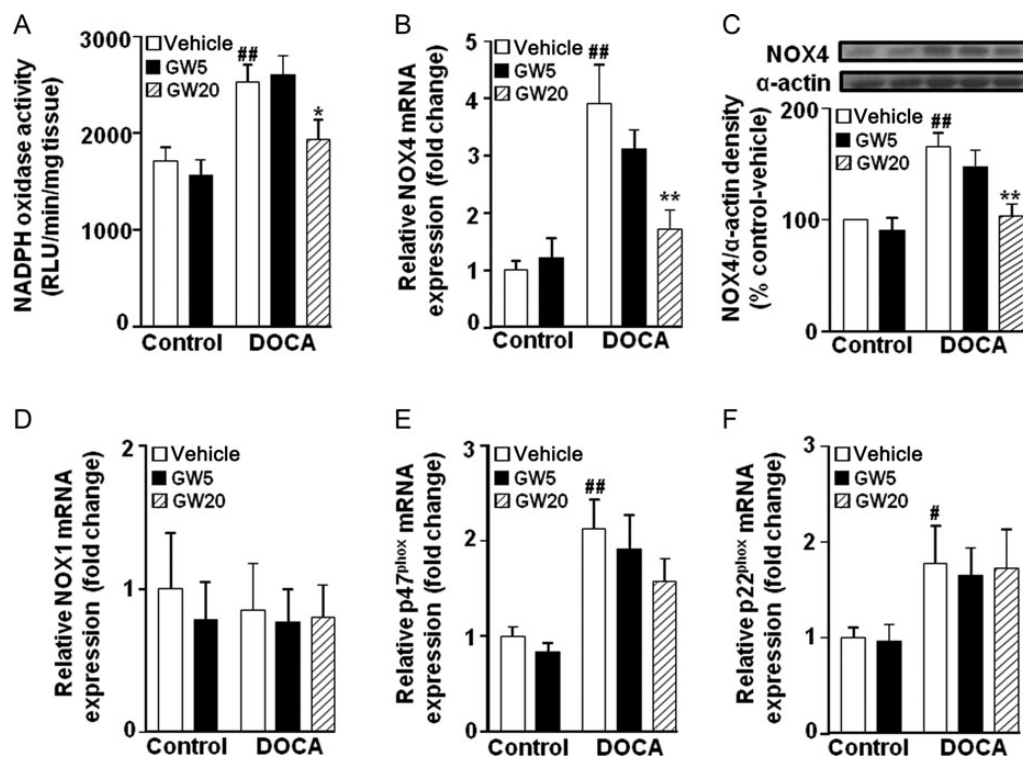 A
NADPH oxidase activity
(RLU/min/mgtissue)
3000
2000
1000
0
Vehicle
GW5
GW20
##
*
Control
DOCA
B
Relative NOX4 mRNA
expression (fold change)
5
4
3
2
1
0
Vehicle
GW5
GW20
##
**
Control
DOCA
C
NOX4
α-actin
NOX4/α-actin density
(% control-vehicle)
200
100
0
Vehicle
GW5
GW20
##
**
Control
DOCA
D
Relative NOX1 mRNA
expression (fold change)
2
1
0
Vehicle
GW5
GW20
Control
DOCA
E
Relative p47phox mRNA
expression (fold change)
3
2
1
0
Vehicle
GW5
GW20
##
Control
DOCA
F
Relative p22phox mRNA
expression (fold change)
3
2
1
0
Vehicle
GW5
GW20
#
Control
DOCA